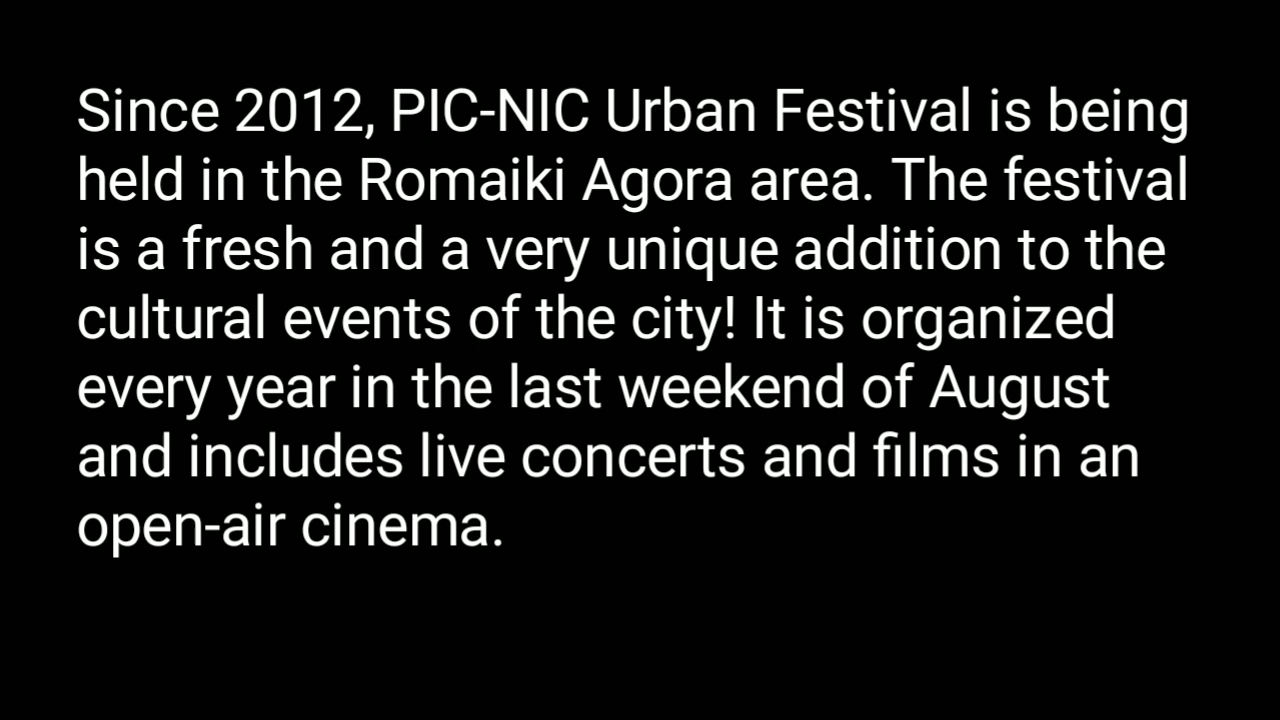 Since 2012, PIC-NIC Urban Festival is being
held in the Romaiki Agora area. The festival
is a fresh and a very unique addition to the
cultural events of the city! It is organized
every year in the last weekend of August
and includes live concerts and films in an
open-air cinema.